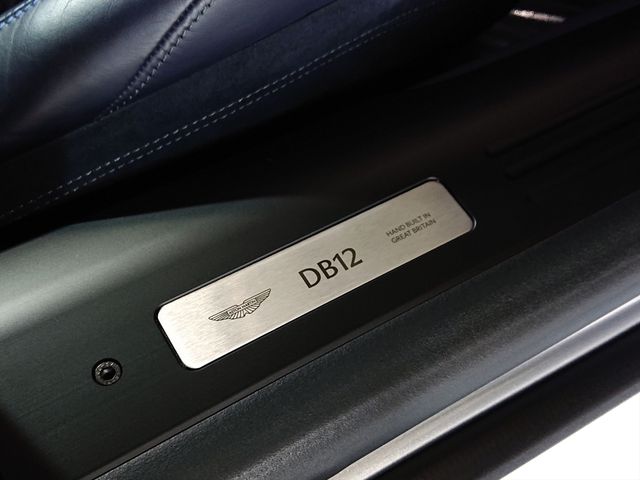 DB12
HAND BUILT IN
GREAT BRITAIN